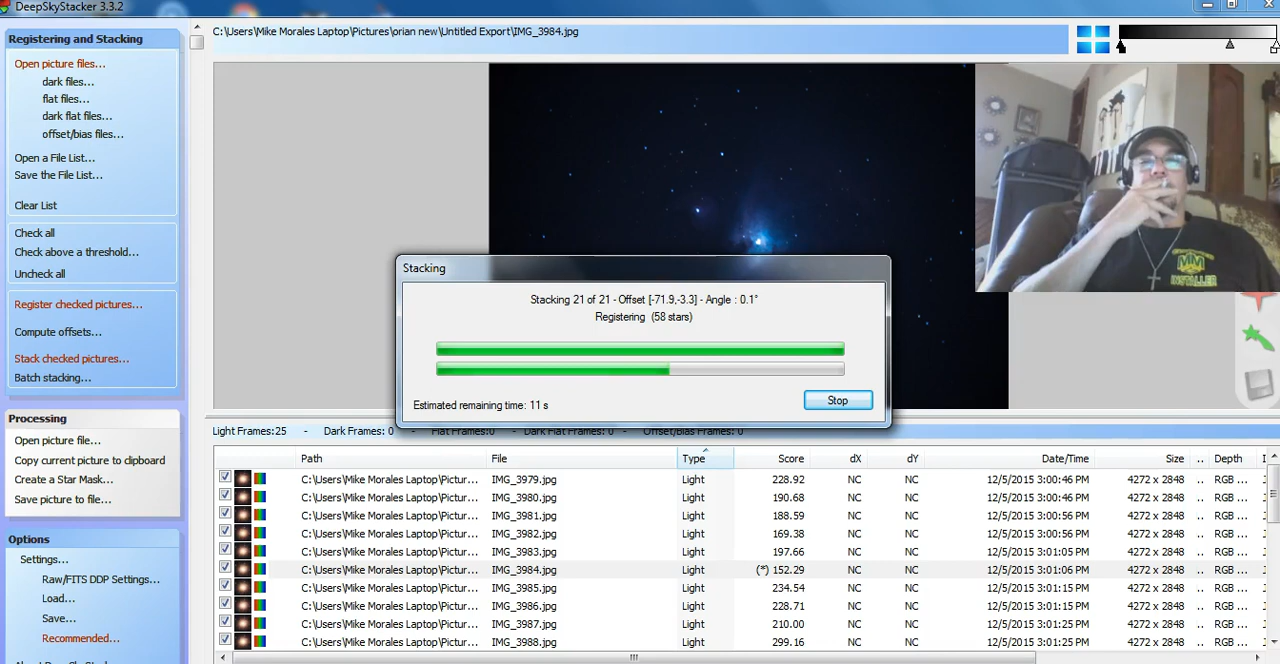 DeepSkyStacker 3.3.2
Registering and Stacking
Open picture files...
dark files...
flat files...
dark flat files...
offset/bias files...
Open a File List...
Save the File List...
Clear List
Check all
Check above a threshold...
Uncheck all
Register checked pictures...
Compute offsets...
Stack checked pictures...
Batch stacking...
Processing
Open picture file...
Copy current picture to clipboard
Create a Star Mask...
Save picture to file...
Options
Settings...
Raw/FITS DDP Settings...
Load...
Save...
Recommended...
C:\Users\Mike Morales Laptop\Pictures\orian new\Untitled Export\IMG_3984.jpg
MM
INSTALLER
Stacking
Stacking 21 of 21 - Offset [-71.9,-3.3] - Angle : 0.1°
Registering (58 stars)
Estimated remaining time: 11 s
Stop
Light Frames:25 - Dark Frames: 0 - Flat Frames:0 - Dark Flat Frames: 0 - Offset/Bias Frames: 0
Path File Type Score dX dY Date/Time Size .. Depth
C:\Users\Mike Morales Laptop\Pictur... IMG_3979.jpg Light 228.92 NC NC 12/5/2015 3:00:46 PM 4272 x 2848 .. RGB ...
C:\Users\Mike Morales Laptop\Pictur... IMG_3980.jpg Light 190.68 NC NC 12/5/2015 3:00:46 PM 4272 x 2848 .. RGB ...
C:\Users\Mike Morales Laptop\Pictur... IMG_3981.jpg Light 188.59 NC NC 12/5/2015 3:00:56 PM 4272 x 2848 .. RGB ...
C:\Users\Mike Morales Laptop\Pictur... IMG_3982.jpg Light 169.38 NC NC 12/5/2015 3:00:56 PM 4272 x 2848 .. RGB ...
C:\Users\Mike Morales Laptop\Pictur... IMG_3983.jpg Light 197.66 NC NC 12/5/2015 3:01:05 PM 4272 x 2848 .. RGB ...
C:\Users\Mike Morales Laptop\Pictur... IMG_3984.jpg Light (*) 152.29 NC NC 12/5/2015 3:01:06 PM 4272 x 2848 .. RGB ...
C:\Users\Mike Morales Laptop\Pictur... IMG_3985.jpg Light 234.54 NC NC 12/5/2015 3:01:15 PM 4272 x 2848 .. RGB ...
C:\Users\Mike Morales Laptop\Pictur... IMG_3986.jpg Light 228.71 NC NC 12/5/2015 3:01:15 PM 4272 x 2848 .. RGB ...
C:\Users\Mike Morales Laptop\Pictur... IMG_3987.jpg Light 210.00 NC NC 12/5/2015 3:01:25 PM 4272 x 2848 .. RGB ...
C:\Users\Mike Morales Laptop\Pictur... IMG_3988.jpg Light 299.16 NC NC 12/5/2015 3:01:25 PM 4272 x 2848 .. RGB ...